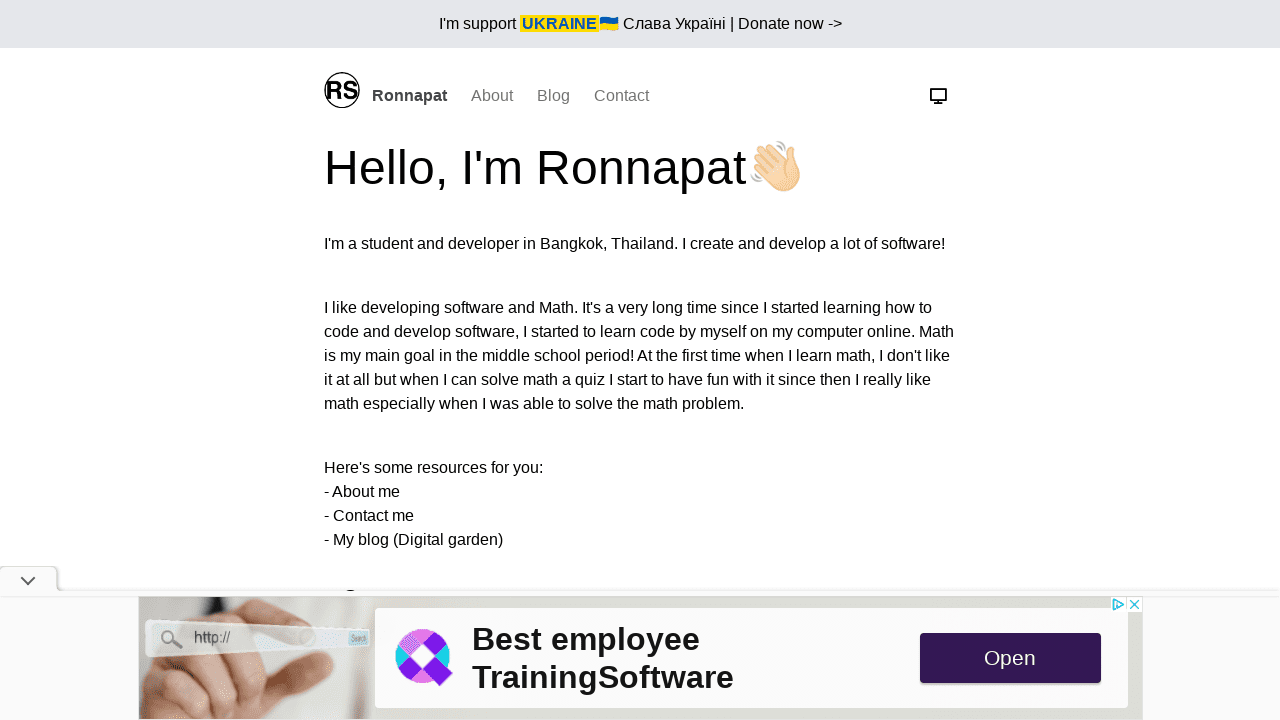 I'm support UKRAINE🇺🇦 Слава Україні | Donate now ->
RS Ronnapat About Blog Contact
Hello, I'm Ronnapat👋🏻
I'm a student and developer in Bangkok, Thailand. I create and develop a lot of software!
I like developing software and Math. It's a very long time since I started learning how to
code and develop software, I started to learn code by myself on my computer online. Math
is my main goal in the middle school period! At the first time when I learn math, I don't like
it at all but when I can solve math a quiz I start to have fun with it since then I really like
math especially when I was able to solve the math problem.
Here's some resources for you:
- About me
- Contact me
- My blog (Digital garden)
http://
Search
Best employee
TrainingSoftware
Open